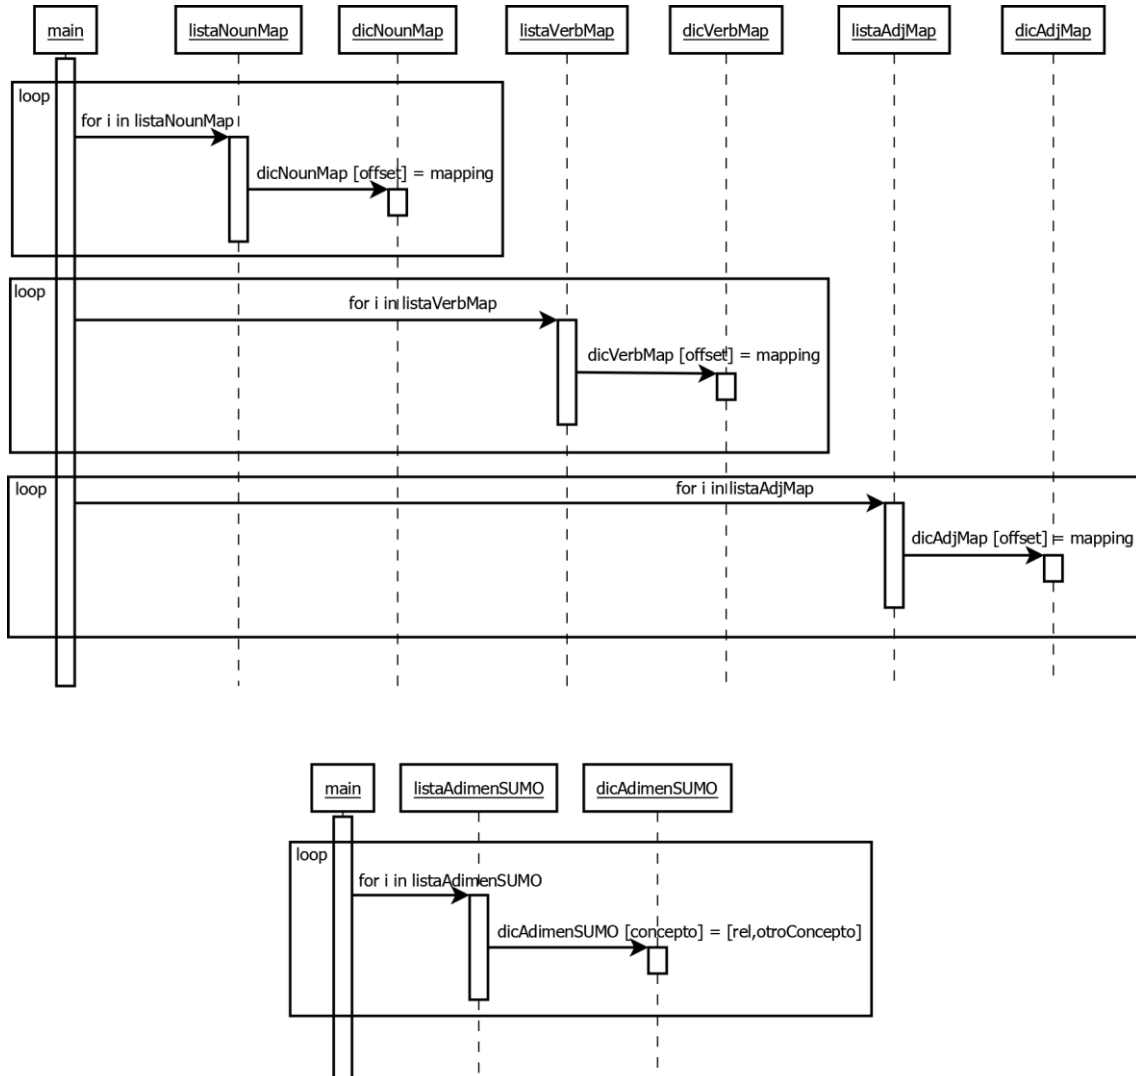 main listaNounMap dicNounMap listaVerbMap dicVerbMap listaAdjMap dicAdjMap
loop
for i in listaNounMap
dicNounMap [offset] = mapping
loop
for i in listaVerbMap
dicVerbMap [offset] = mapping
loop
for i in listaAdjMap
dicAdjMap [offset] = mapping
main listaAdimenSUMO dicAdimenSUMO
loop
for i in listaAdimenSUMO
dicAdimenSUMO [concepto] = [rel,otroConcepto]